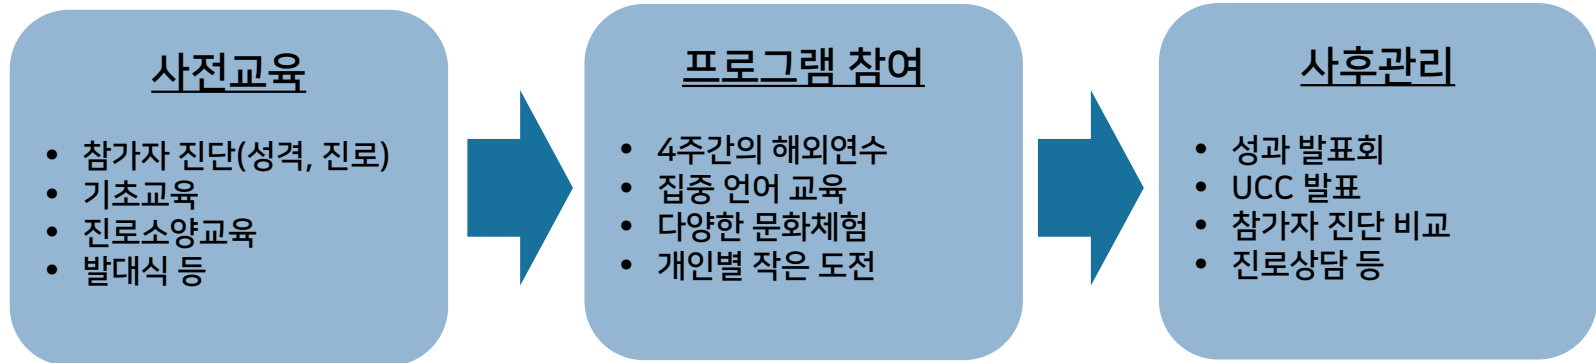 사전교육
• 참가자 진단(성격, 진로)
• 기초교육
• 진로소양교육
• 발대식 등
프로그램 참여
• 4주간의 해외연수
• 집중 언어 교육
• 다양한 문화체험
• 개인별 작은 도전
사후관리
• 성과 발표회
• UCC 발표
• 참가자 진단 비교
• 진로상담 등